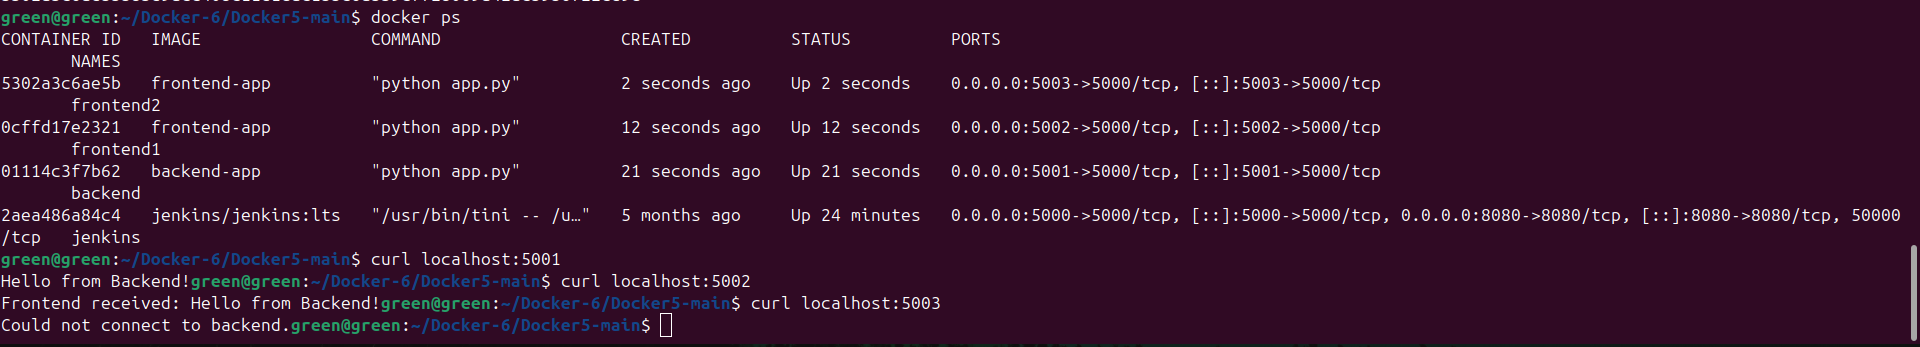 green@green:~/Docker-6/Docker5-main$ docker ps
CONTAINER ID   IMAGE                 COMMAND                  CREATED          STATUS          PORTS
       NAMES
5302a3c6ae5b   frontend-app          "python app.py"          2 seconds ago    Up 2 seconds    0.0.0.0:5003->5000/tcp, [::]:5003->5000/tcp
       frontend2
0cffd17e2321   frontend-app          "python app.py"          12 seconds ago   Up 12 seconds   0.0.0.0:5002->5000/tcp, [::]:5002->5000/tcp
       frontend1
01114c3f7b62   backend-app           "python app.py"          21 seconds ago   Up 21 seconds   0.0.0.0:5001->5000/tcp, [::]:5001->5000/tcp
       backend
2aea486a84c4   jenkins/jenkins:lts   "/usr/bin/tini -- /u…"   5 months ago     Up 24 minutes   0.0.0.0:5000->5000/tcp, [::]:5000->5000/tcp, 0.0.0.0:8080->8080/tcp, [::]:8080->8080/tcp, 50000
/tcp   jenkins
green@green:~/Docker-6/Docker5-main$ curl localhost:5001
Hello from Backend!green@green:~/Docker-6/Docker5-main$ curl localhost:5002
Frontend received: Hello from Backend!green@green:~/Docker-6/Docker5-main$ curl localhost:5003
Could not connect to backend.green@green:~/Docker-6/Docker5-main$